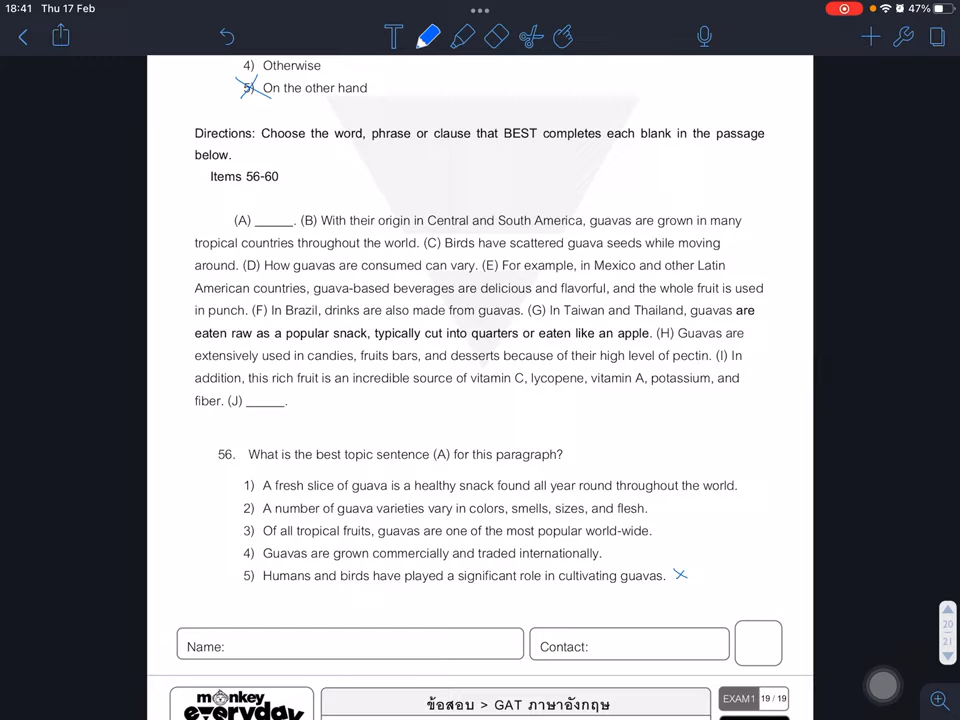 18:41 Thu 17 Feb
47%
T
4) Otherwise
5) On the other hand
Directions: Choose the word, phrase or clause that BEST completes each blank in the passage
below.
Items 56-60
(A) ______. (B) With their origin in Central and South America, guavas are grown in many
tropical countries throughout the world. (C) Birds have scattered guava seeds while moving
around. (D) How guavas are consumed can vary. (E) For example, in Mexico and other Latin
American countries, guava-based beverages are delicious and flavorful, and the whole fruit is used
in punch. (F) In Brazil, drinks are also made from guavas. (G) In Taiwan and Thailand, guavas are
eaten raw as a popular snack, typically cut into quarters or eaten like an apple. (H) Guavas are
extensively used in candies, fruits bars, and desserts because of their high level of pectin. (I) In
addition, this rich fruit is an incredible source of vitamin C, lycopene, vitamin A, potassium, and
fiber. (J) ______.
56. What is the best topic sentence (A) for this paragraph?
1) A fresh slice of guava is a healthy snack found all year round throughout the world.
2) A number of guava varieties vary in colors, smells, sizes, and flesh.
3) Of all tropical fruits, guavas are one of the most popular world-wide.
4) Guavas are grown commercially and traded internationally.
5) Humans and birds have played a significant role in cultivating guavas.
20
21
Name:
Contact:
monkey
everyday
ข้อสอบ > GAT ภาษาอังกฤษ
EXAM1 19 / 19